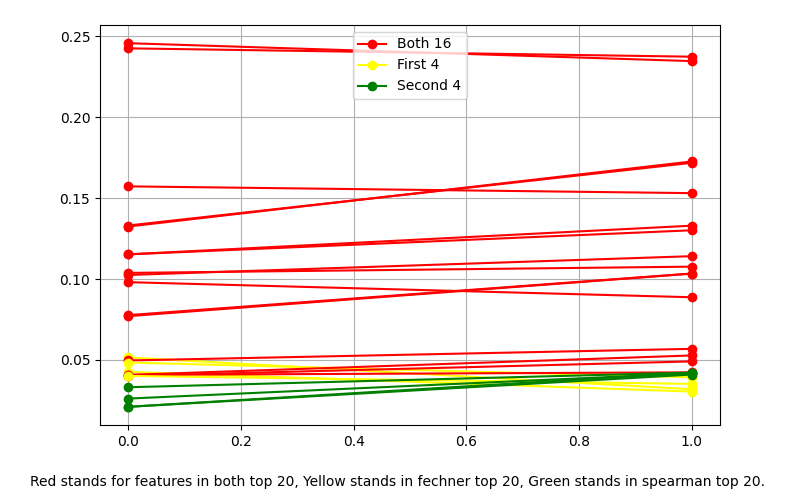 0.25
Both 16
First 4
Second 4
0.20
0.15
0.10
0.05
0.0 0.2 0.4 0.6 0.8 1.0
Red stands for features in both top 20, Yellow stands in fechner top 20, Green stands in spearman top 20.